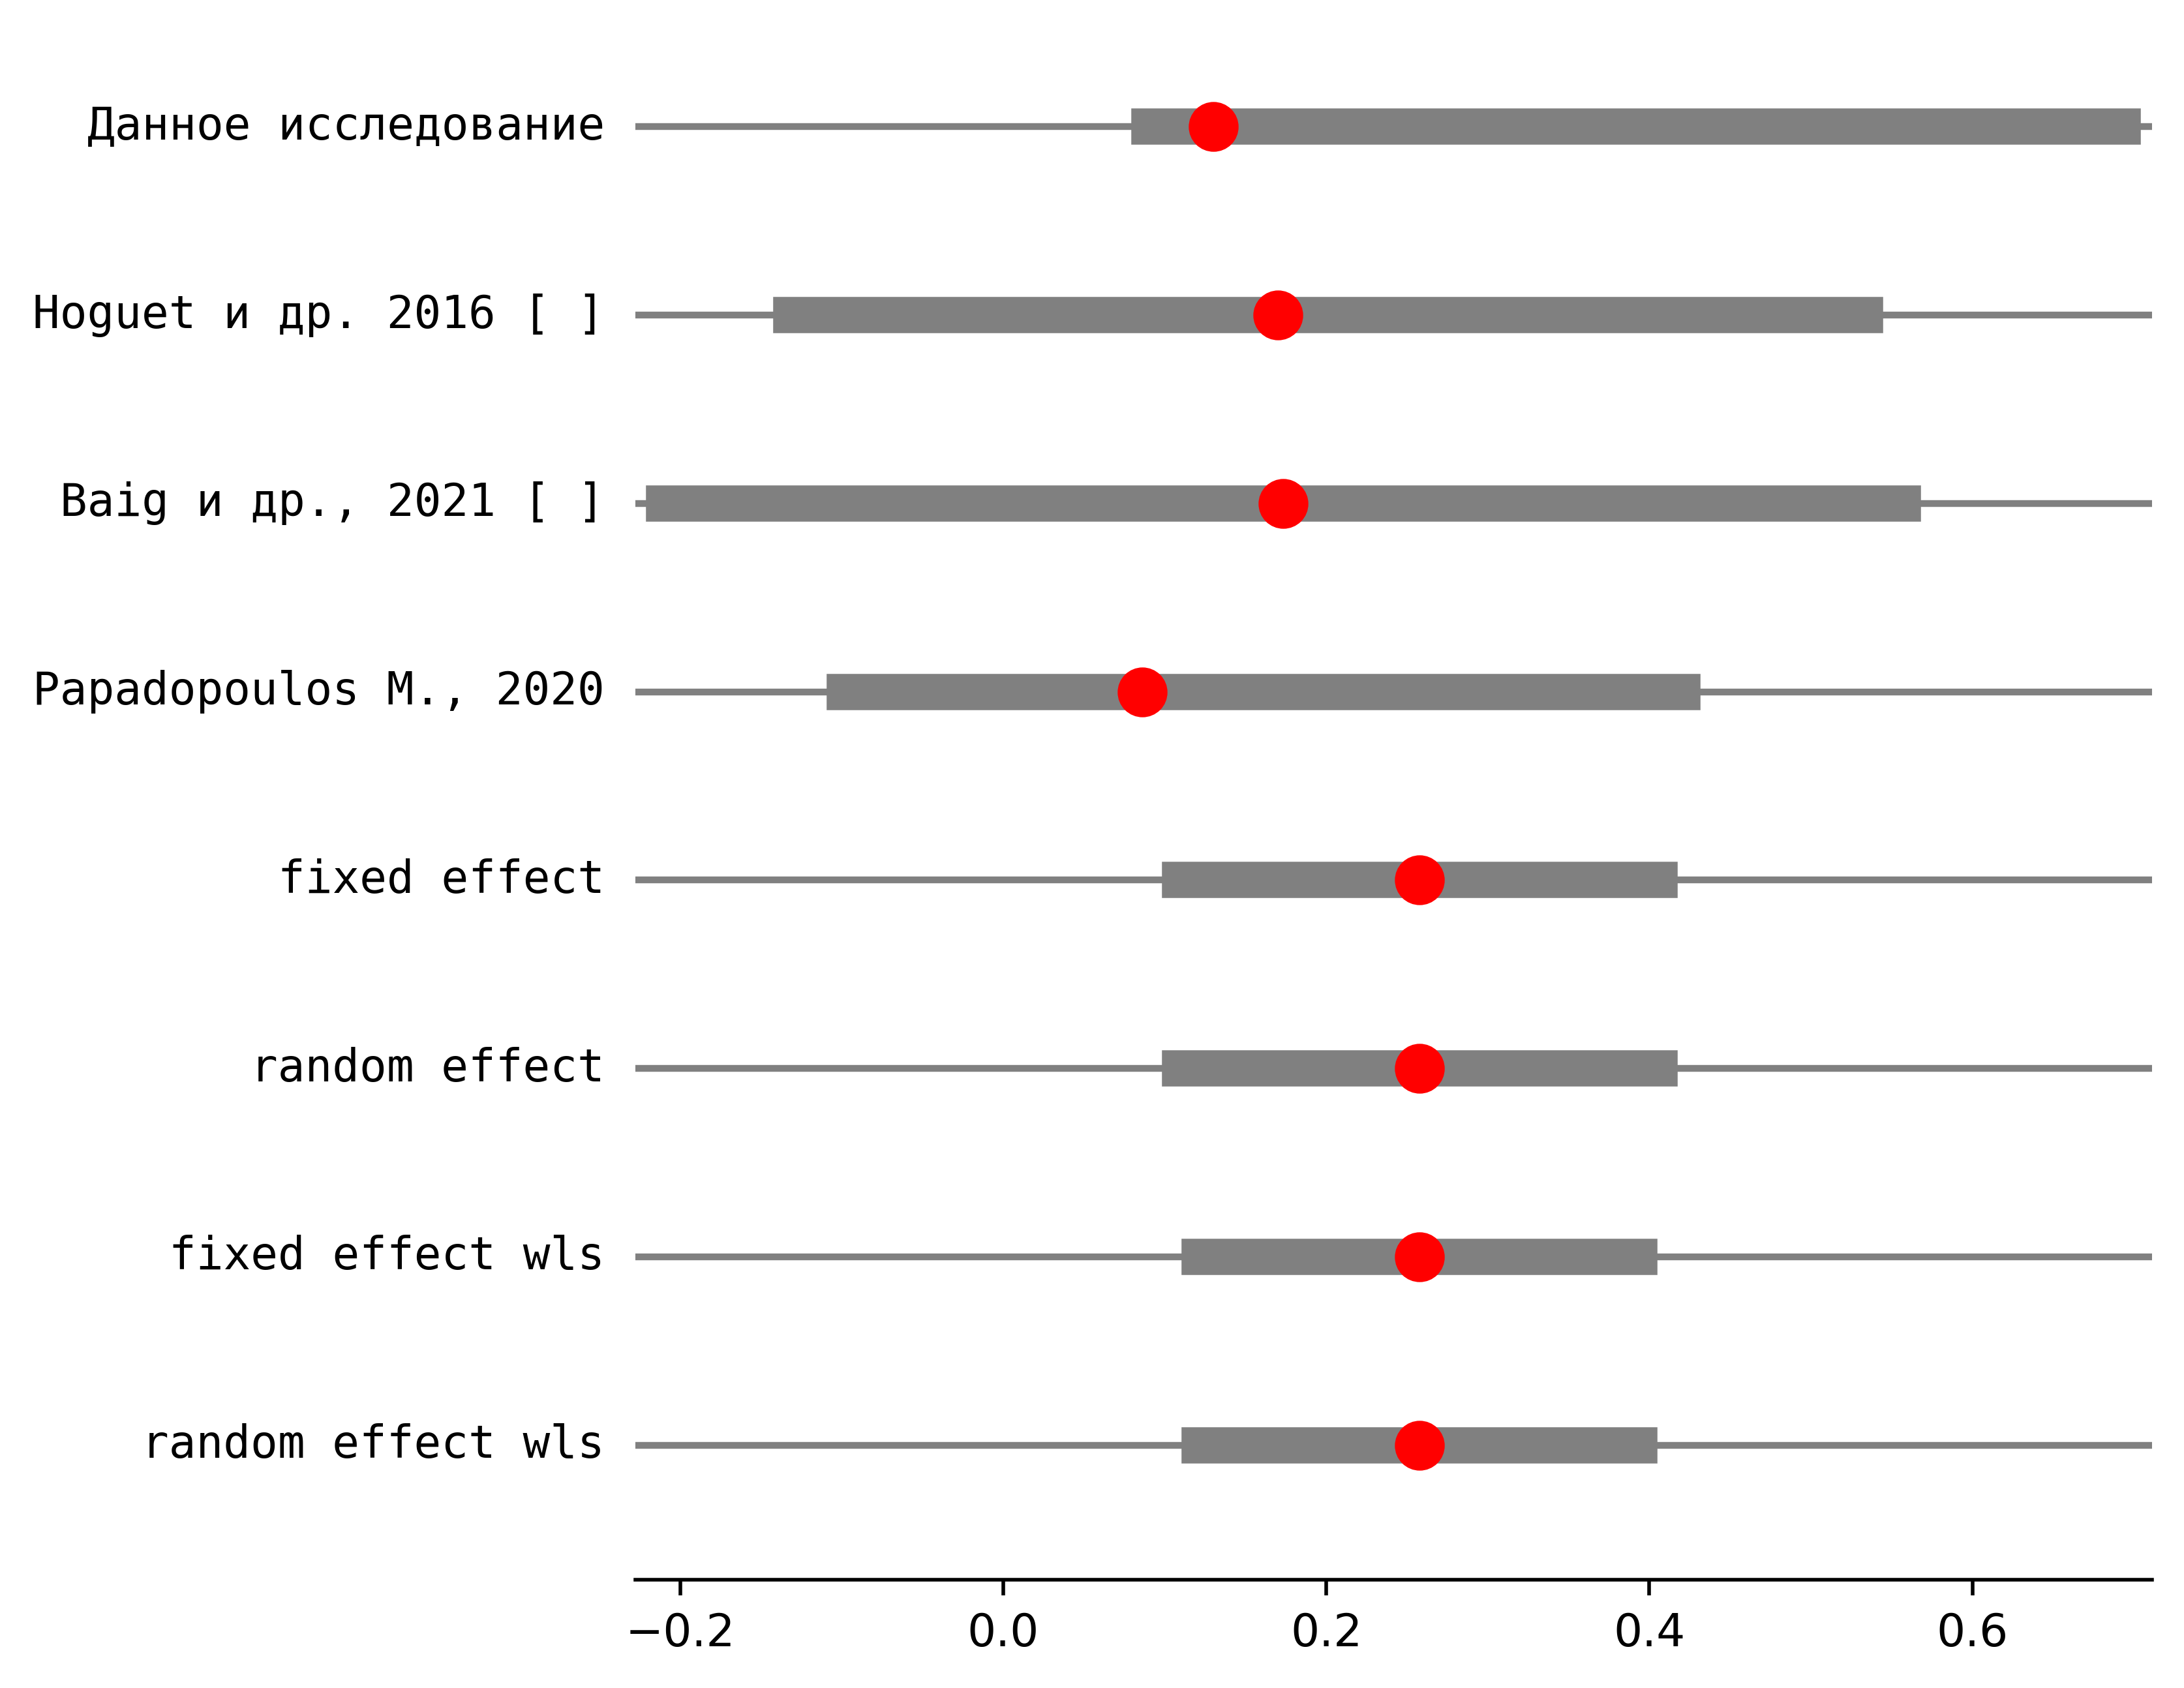 Данное исследование
Hoguet и др. 2016 [ ]
Baig и др., 2021 [ ]
Papadopoulos M., 2020
fixed effect
random effect
fixed effect wls
random effect wls
−0.2 0.0 0.2 0.4 0.6